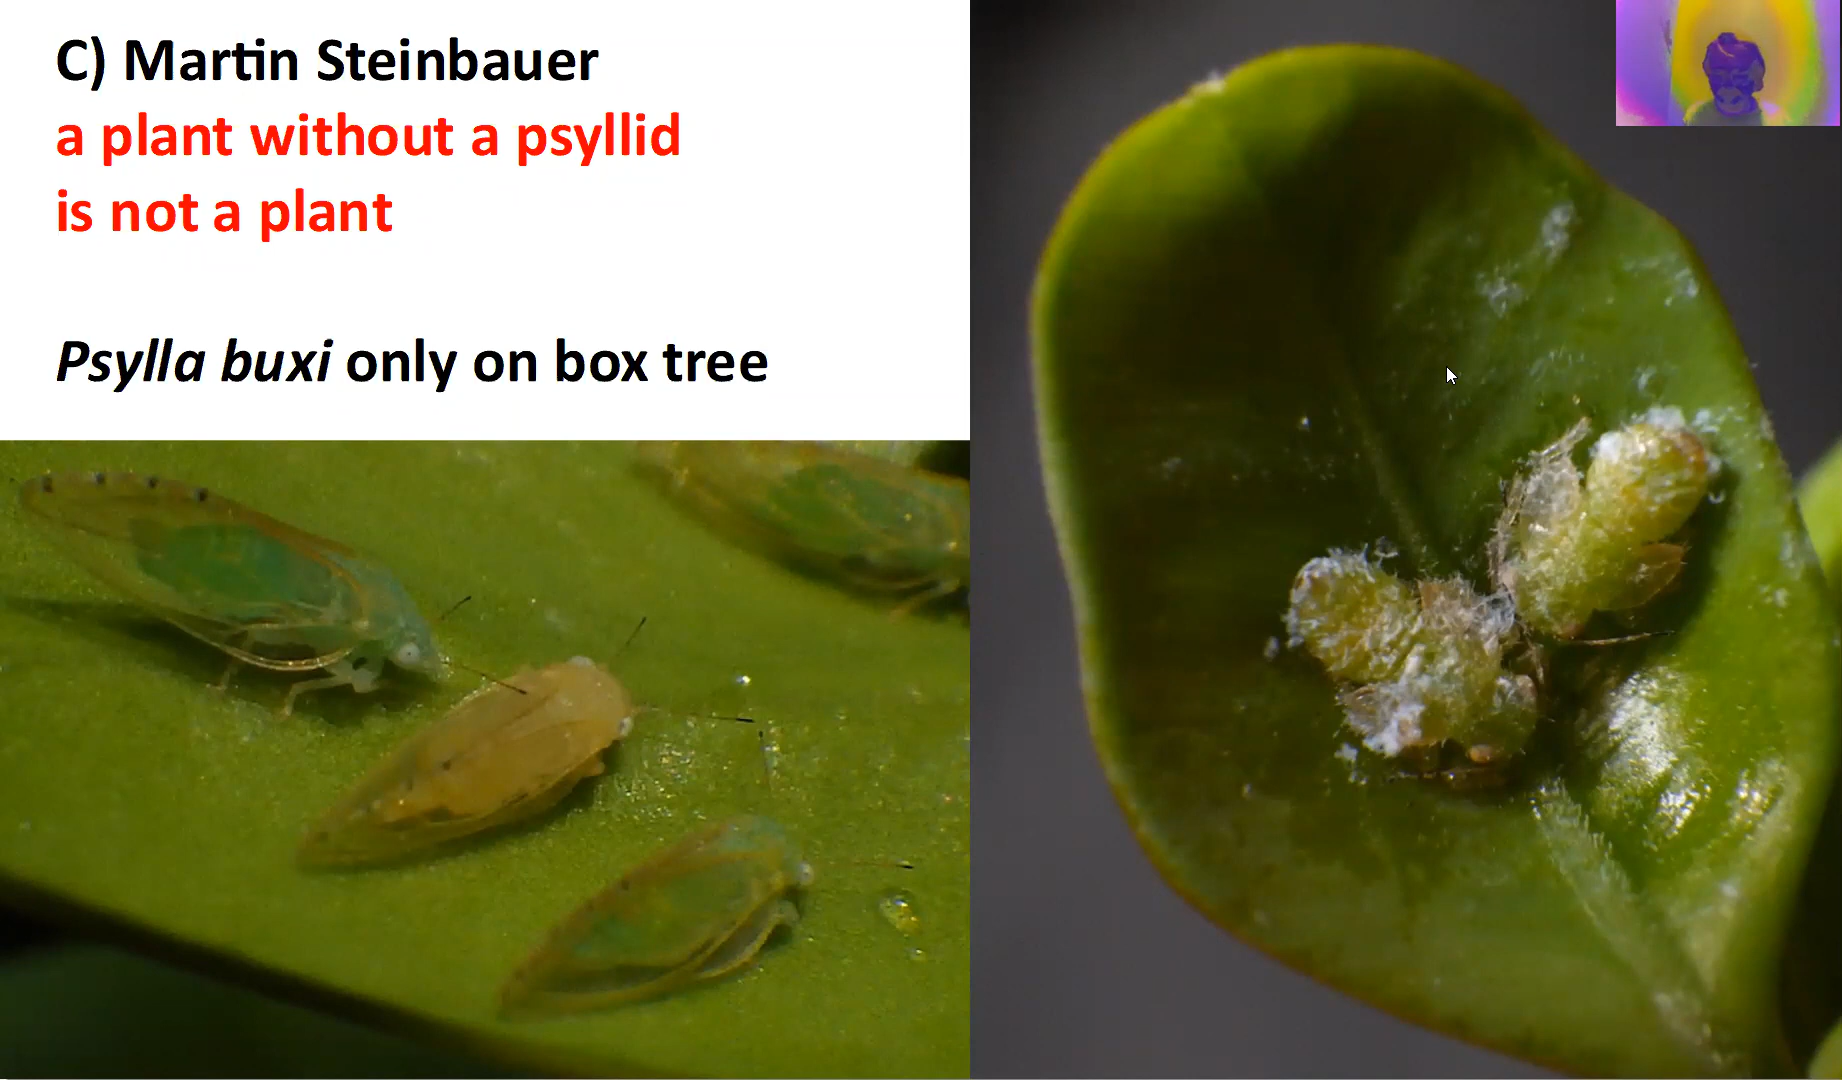 C) Martin Steinbauer
a plant without a psyllid
is not a plant
Psylla buxi only on box tree